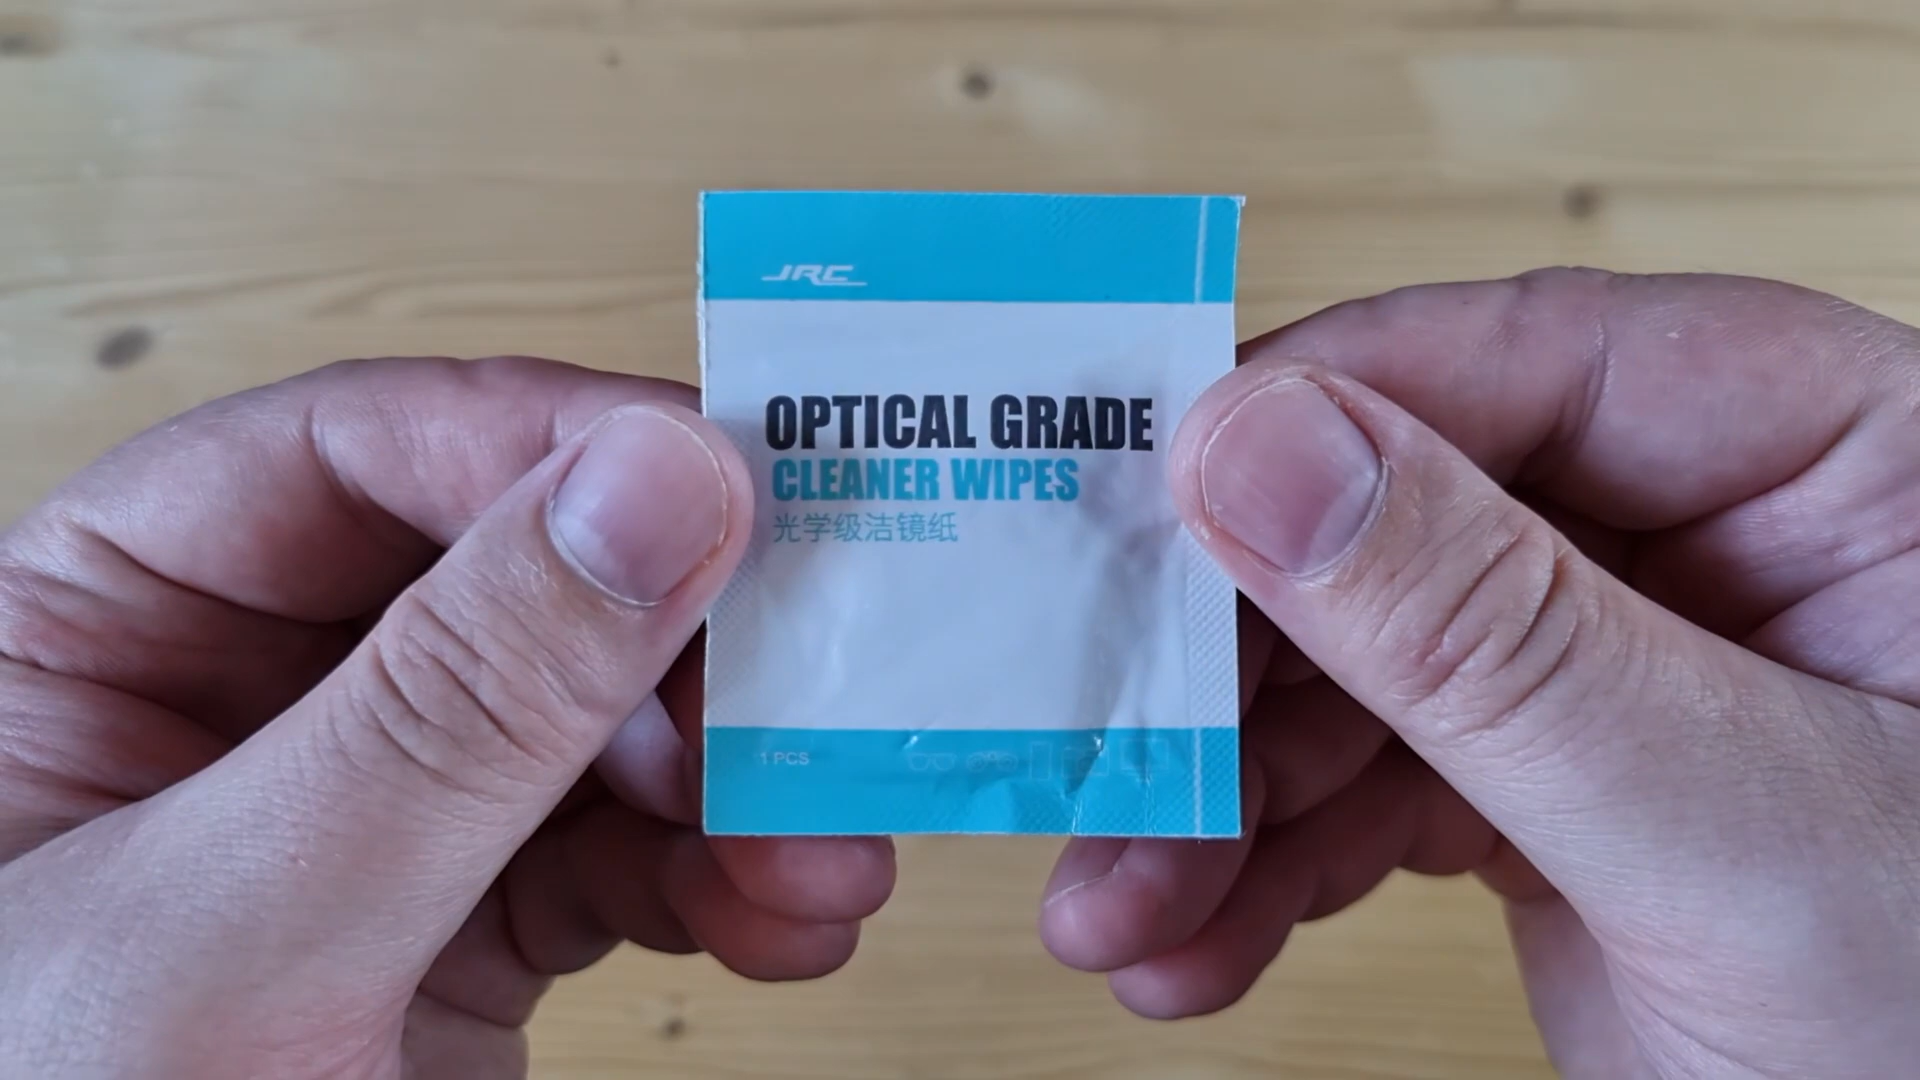 JRC
OPTICAL GRADE
CLEANER WIPES
光学级洁镜纸
1 PCS